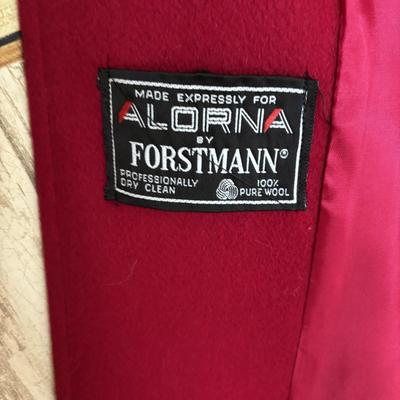 MADE EXPRESSLY FOR
ALORNA
BY
FORSTMANN®
PROFESSIONALLY 100%
DRY CLEAN PURE WOOL